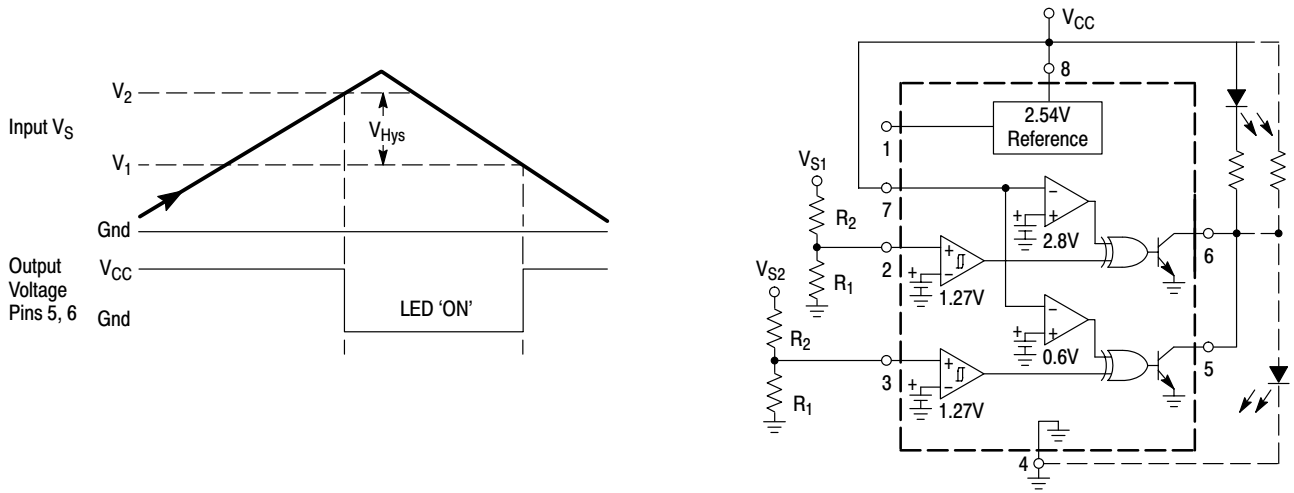 V2
Input VS
VHys
V1
Gnd
Output
Voltage
Pins 5, 6
VCC
LED ‘ON’
Gnd
VCC
8
2.54V
Reference
1
VS1
7
R2
2.8V
6
2
VS2
R1
1.27V
R2
0.6V
5
3
R1
1.27V
4